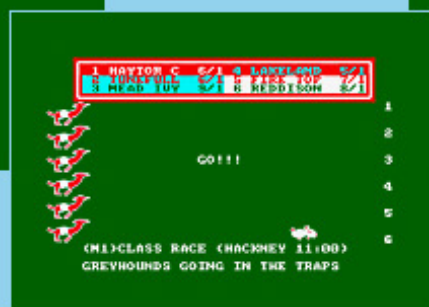 1 HAYTOR C 6/1 4 LAKELAND 5/1
2 TUNEFULL 5/1 5 FIRE TOP 7/1
3 MEAD IVY 9/1 6 REDDISON 8/1
1
2
GO!!! 3
4
5
6
(M1)CLASS RACE (HACKNEY 11:00)
GREYHOUNDS GOING IN THE TRAPS